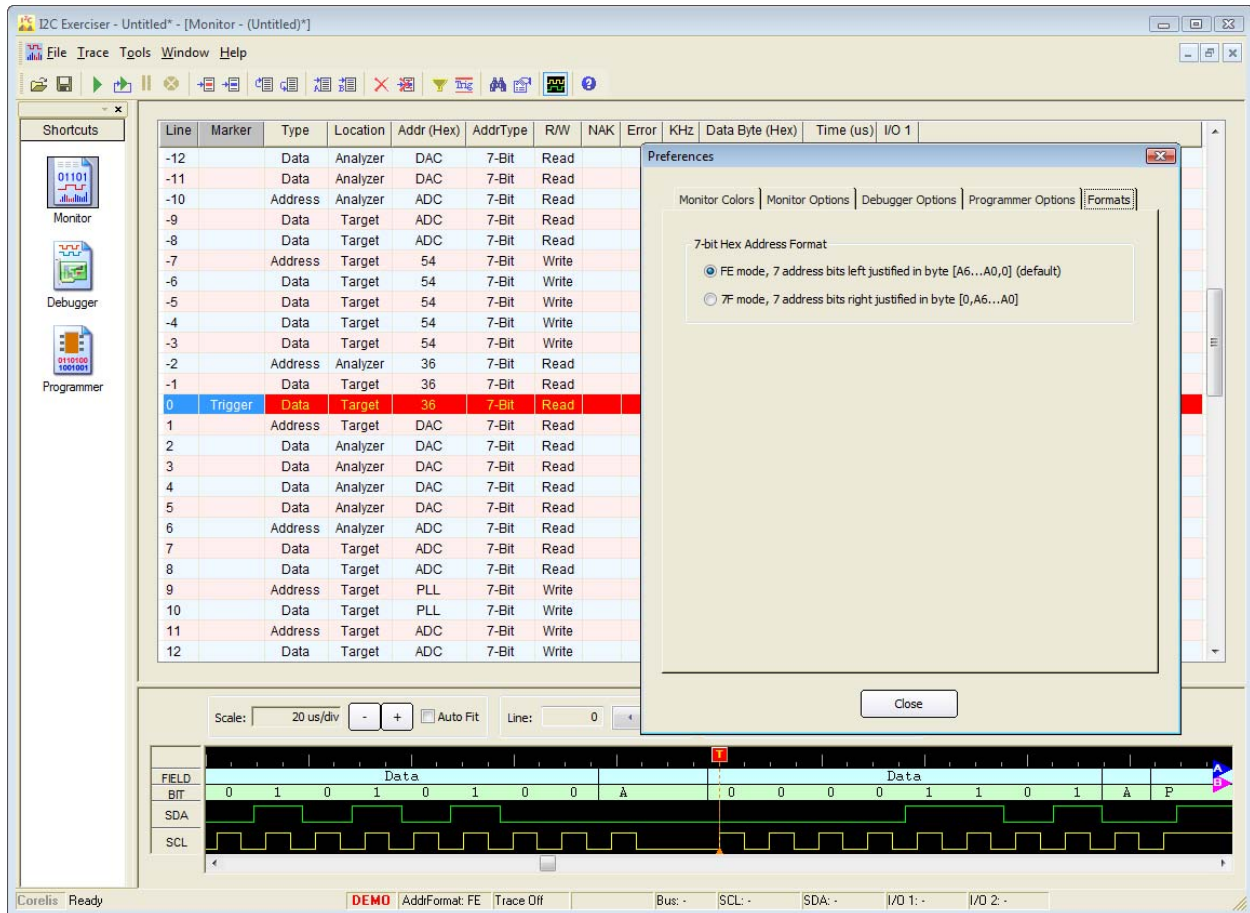 I2C Exerciser - Untitled* - [Monitor - (Untitled)*]
File Trace Tools Window Help
Shortcuts
Monitor
Debugger
Programmer
Line Marker Type Location Addr (Hex) AddrType R/W NAK Error KHz Data Byte (Hex) Time (us) I/O 1
-12 Data Analyzer DAC 7-Bit Read
-11 Data Analyzer DAC 7-Bit Read
-10 Address Analyzer ADC 7-Bit Read
-9 Data Target ADC 7-Bit Read
-8 Data Target ADC 7-Bit Read
-7 Address Target 54 7-Bit Write
-6 Data Target 54 7-Bit Write
-5 Data Target 54 7-Bit Write
-4 Data Target 54 7-Bit Write
-3 Data Target 54 7-Bit Write
-2 Address Analyzer 36 7-Bit Read
-1 Data Target 36 7-Bit Read
0 Trigger Data Target 36 7-Bit Read
1 Address Target DAC 7-Bit Read
2 Data Analyzer DAC 7-Bit Read
3 Data Analyzer DAC 7-Bit Read
4 Data Analyzer DAC 7-Bit Read
5 Data Analyzer DAC 7-Bit Read
6 Address Analyzer ADC 7-Bit Read
7 Data Target ADC 7-Bit Read
8 Data Target ADC 7-Bit Read
9 Address Target PLL 7-Bit Write
10 Data Target PLL 7-Bit Write
11 Address Target ADC 7-Bit Write
12 Data Target ADC 7-Bit Write
Preferences
Monitor Colors Monitor Options Debugger Options Programmer Options Formats
7-bit Hex Address Format
FE mode, 7 address bits left justified in byte [A6...A0,0] (default)
7F mode, 7 address bits right justified in byte [0,A6...A0]
Close
Scale: 20 us/div - + Auto Fit Line: 0
T
FIELD Data Data
BIT 0 1 0 1 0 1 0 0 A 0 0 0 0 1 1 0 1 A P
SDA
SCL
A
B
Corelis Ready DEMO AddrFormat: FE Trace Off Bus: - SCL: - SDA: - I/O 1: - I/O 2: -